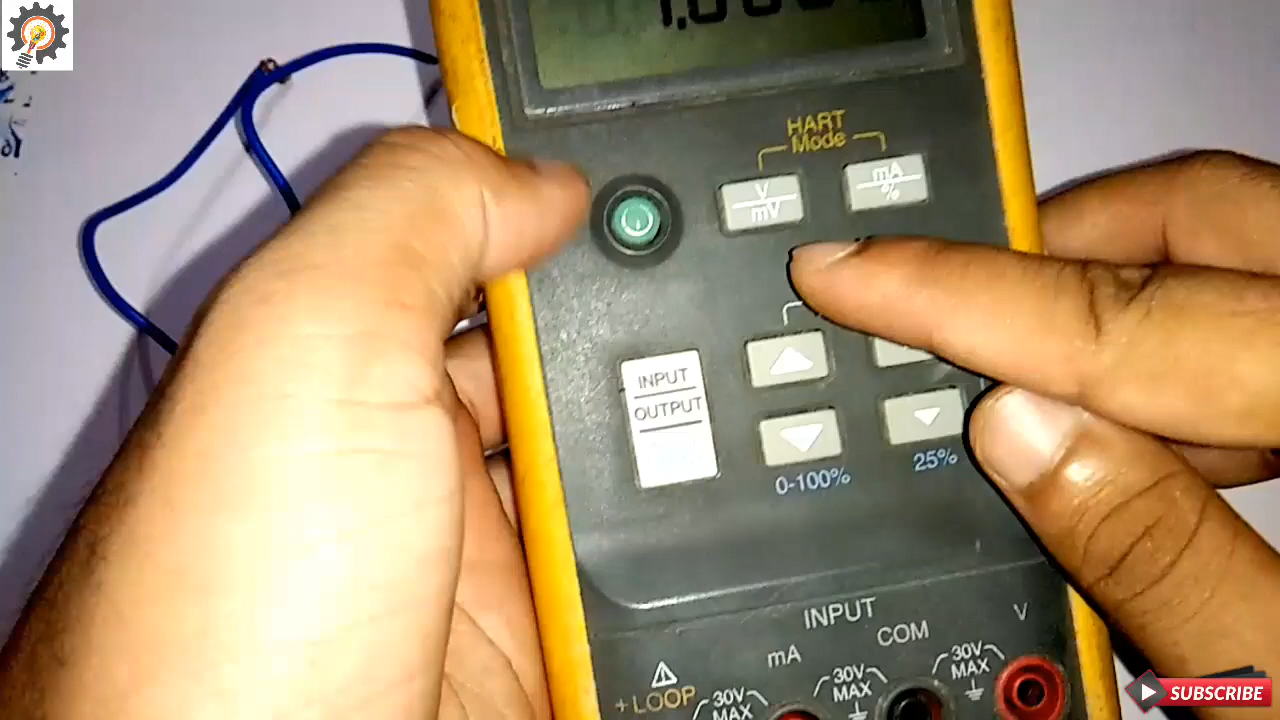 HART
Mode
V
mV
mA
%
INPUT
OUTPUT
0-100%
25%
INPUT
mA
COM
V
30V
MAX
30V
MAX
30V
MAX
+ LOOP
SUBSCRIBE